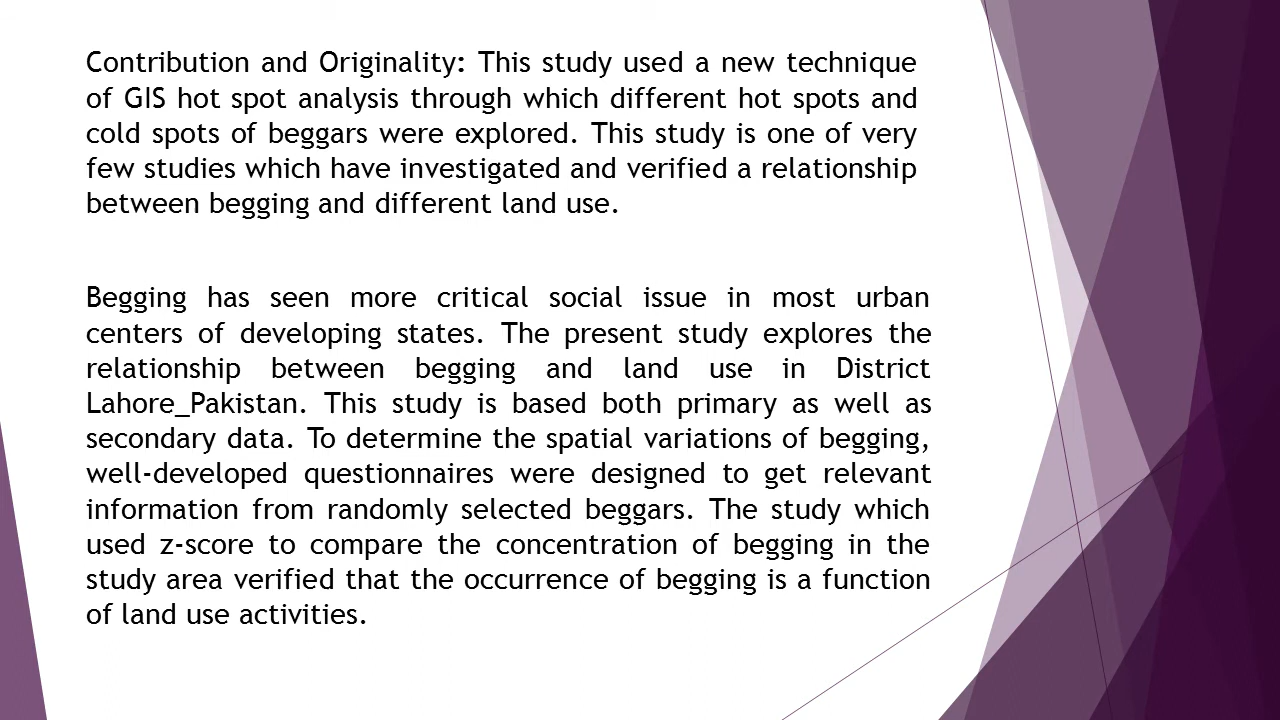 Contribution and Originality: This study used a new technique
of GIS hot spot analysis through which different hot spots and
cold spots of beggars were explored. This study is one of very
few studies which have investigated and verified a relationship
between begging and different land use.
Begging has seen more critical social issue in most urban
centers of developing states. The present study explores the
relationship between begging and land use in District
Lahore_Pakistan. This study is based both primary as well as
secondary data. To determine the spatial variations of begging,
well-developed questionnaires were designed to get relevant
information from randomly selected beggars. The study which
used z-score to compare the concentration of begging in the
study area verified that the occurrence of begging is a function
of land use activities.